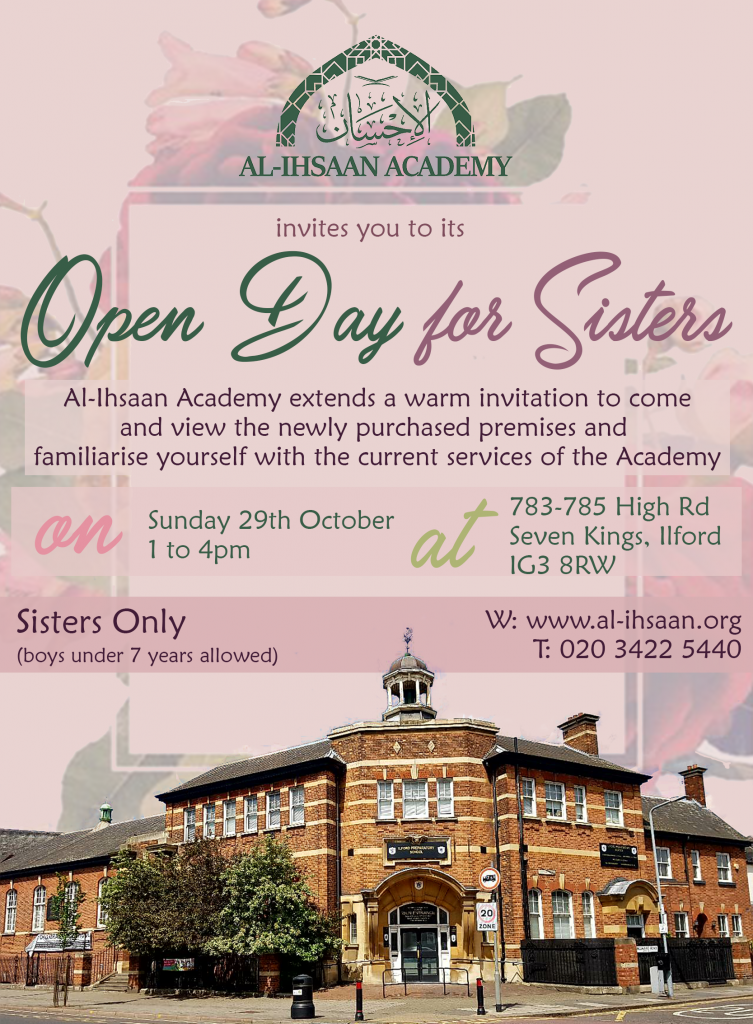 الإحسان
AL-IHSAAN ACADEMY
invites you to its
Open Day for Sisters
Al-Ihsaan Academy extends a warm invitation to come
and view the newly purchased premises and
familiarise yourself with the current services of the Academy
on
Sunday 29th October
1 to 4pm
at
783-785 High Rd
Seven Kings, Ilford
IG3 8RW
Sisters Only
(boys under 7 years allowed)
W: www.al-ihsaan.org
T: 020 3422 5440
ILFORD PREPARATORY
SCHOOL
20
ZONE